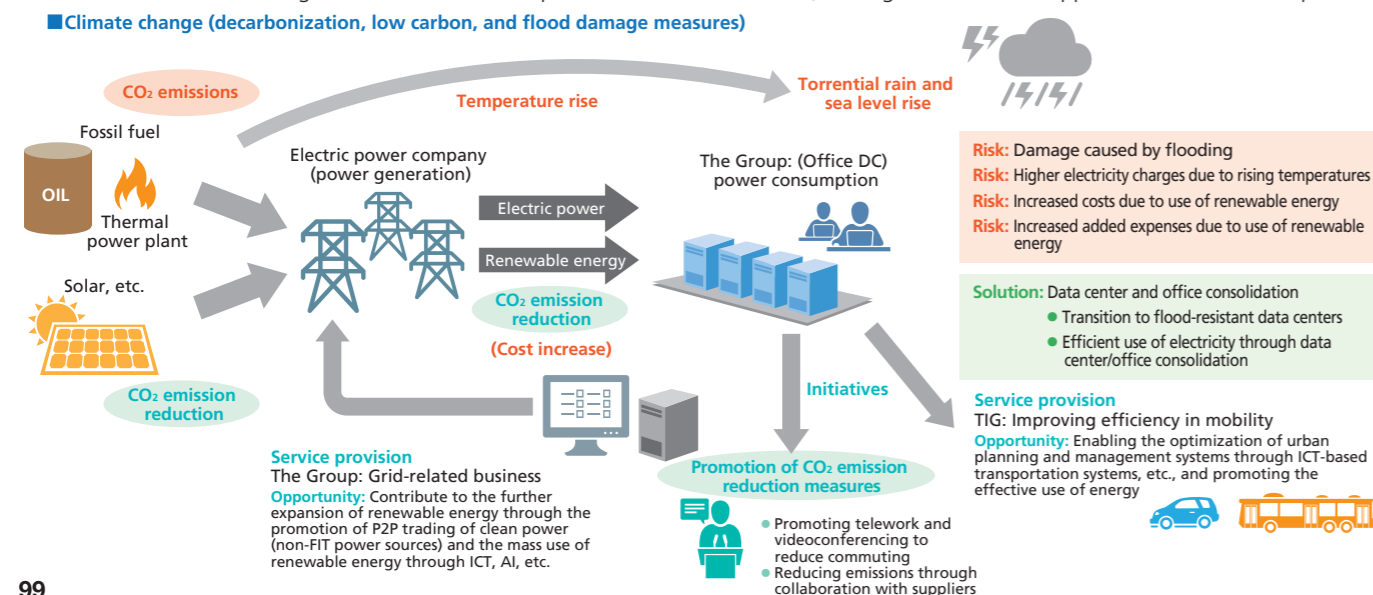 ■Climate change (decarbonization, low carbon, and flood damage measures)
CO₂ emissions
Temperature rise
Torrential rain and
sea level rise
Fossil fuel
OIL
Thermal
power plant
Solar, etc.
CO₂ emission
reduction
Electric power company
(power generation)
Electric power
Renewable energy
CO₂ emission
reduction
(Cost increase)
The Group: (Office DC)
power consumption
Risk: Damage caused by flooding
Risk: Higher electricity charges due to rising temperatures
Risk: Increased costs due to use of renewable energy
Risk: Increased added expenses due to use of renewable
energy
Solution: Data center and office consolidation
● Transition to flood-resistant data centers
● Efficient use of electricity through data
center/office consolidation
Service provision
The Group: Grid-related business
Opportunity: Contribute to the further
expansion of renewable energy through the
promotion of P2P trading of clean power
(non-FIT power sources) and the mass use of
renewable energy through ICT, AI, etc.
Initiatives
Promotion of CO₂ emission
reduction measures
● Promoting telework and
videoconferencing to
reduce commuting
● Reducing emissions through
collaboration with suppliers
Service provision
TIG: Improving efficiency in mobility
Opportunity: Enabling the optimization of urban
planning and management systems through ICT-based
transportation systems, etc., and promoting the
effective use of energy
99